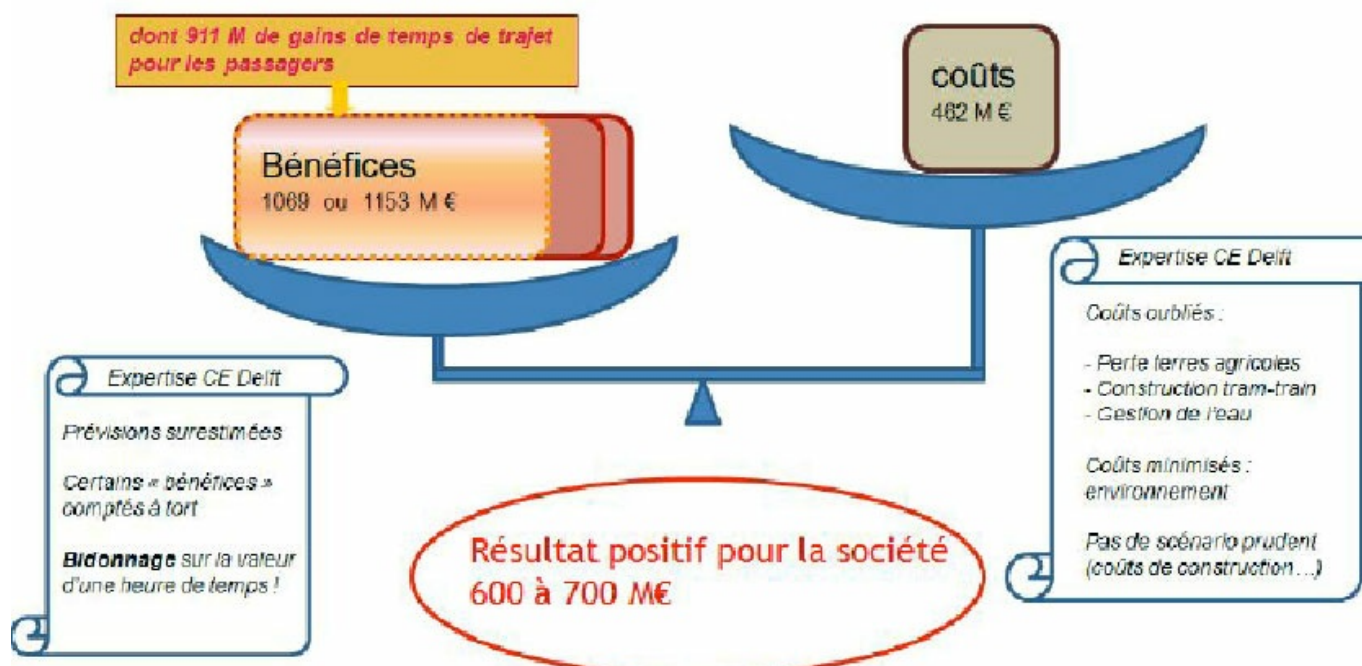 dont 911 M de gains de temps de trajet
pour les passagers
Bénéfices
1069 ou 1153 M €
coûts
462 M €
Expertise CE Delft
Prévisions surestimées
Certains « bénéfices »
comptés à tort
Bidonnage sur la valeur
d'une heure de temps !
Expertise CE Delft
Coûts oubliés :
- Perte terres agricoles
- Construction tram-train
- Gestion de l'eau
Coûts minimisés :
environnement
Pas de scénario prudent
(coûts de construction...)
Résultat positif pour la société
600 à 700 M€